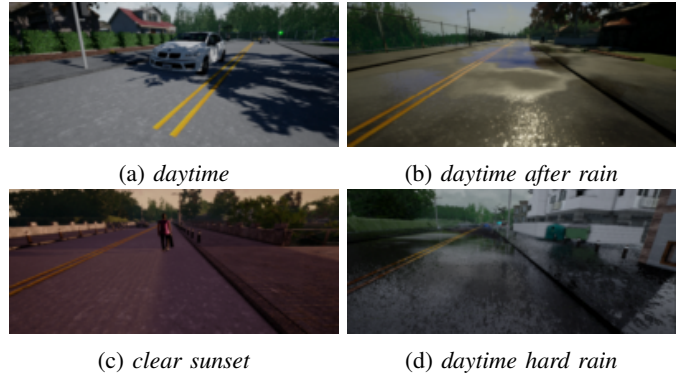 (a) daytime
(b) daytime after rain
(c) clear sunset
(d) daytime hard rain